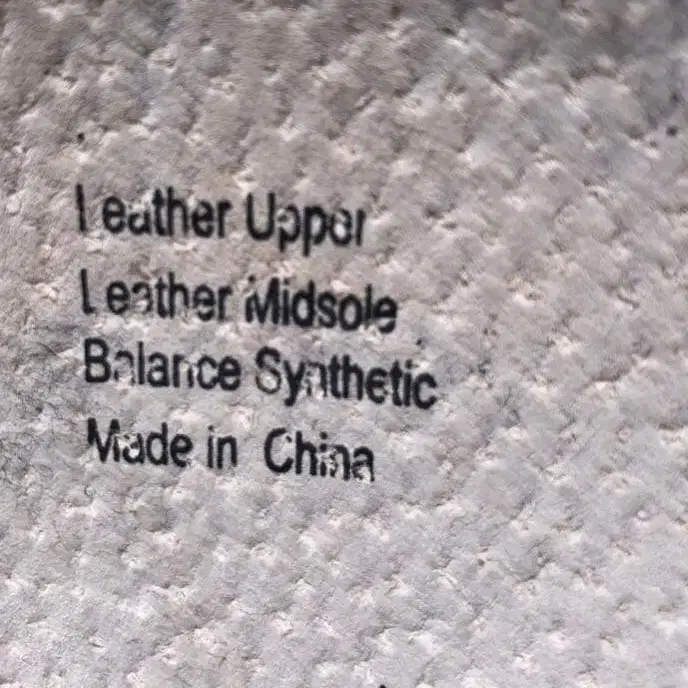 Leather Upper
Leather Midsole
Balance Synthetic
Made in China